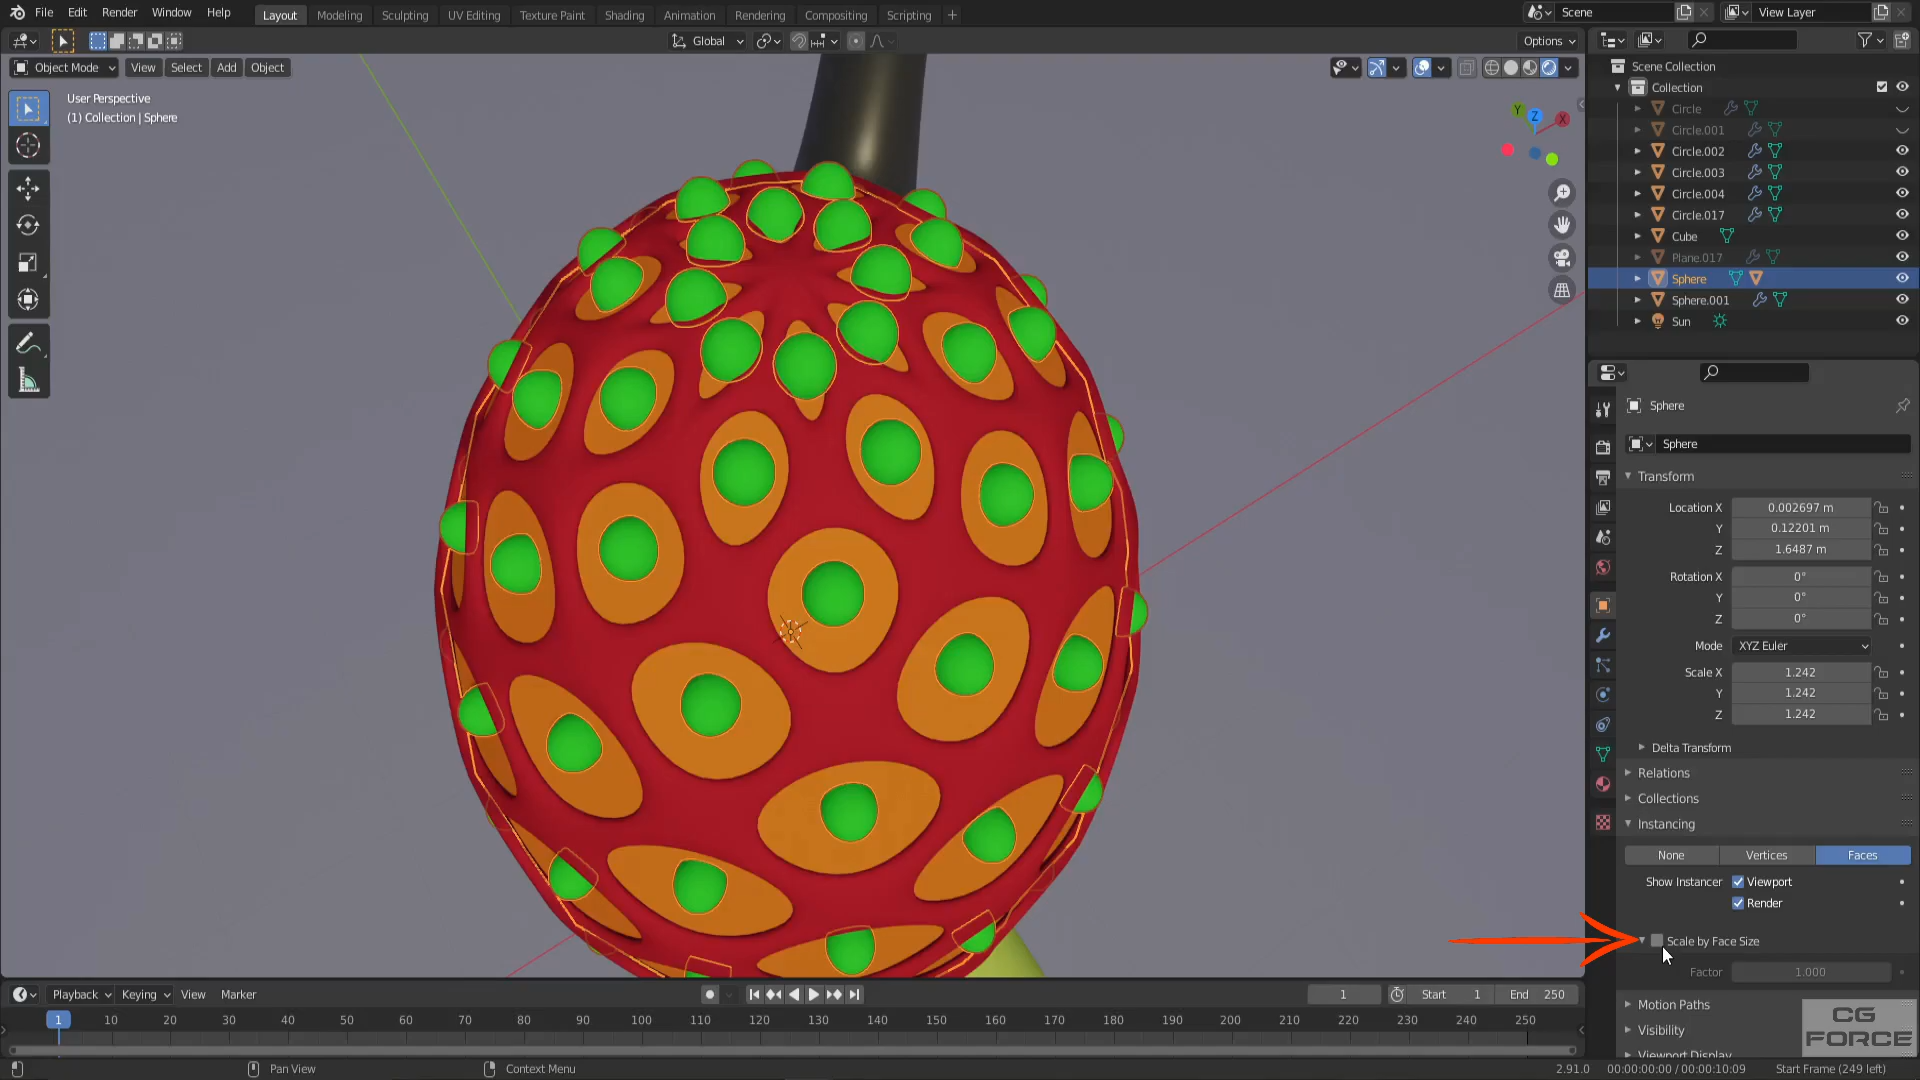 File Edit Render Window Help Layout Modeling Sculpting UV Editing Texture Paint Shading Animation Rendering Compositing Scripting + Scene View Layer
Global Options
Object Mode View Select Add Object
User Perspective
(1) Collection | Sphere
Y Z X
Scene Collection
Collection
Circle
Circle.001
Circle.002
Circle.003
Circle.004
Circle.017
Cube
Plane.017
Sphere
Sphere.001
Sun
Sphere
Sphere
Transform
Location X 0.002697 m
Y 0.12201 m
Z 1.6487 m
Rotation X 0°
Y 0°
Z 0°
Mode XYZ Euler
Scale X 1.242
Y 1.242
Z 1.242
Delta Transform
Relations
Collections
Instancing
None Vertices Faces
Show Instancer Viewport
Render
Scale by Face Size
Factor 1.000
Motion Paths
Visibility
Viewport Display
CG
FORCE
Playback Keying View Marker 1 Start 1 End 250
1 10 20 30 40 50 60 70 80 90 100 110 120 130 140 150 160 170 180 190 200 210 220 230 240 250
Pan View Context Menu 2.91.0 00:00:00:00 / 00:00:10:09 Start Frame (249 left)